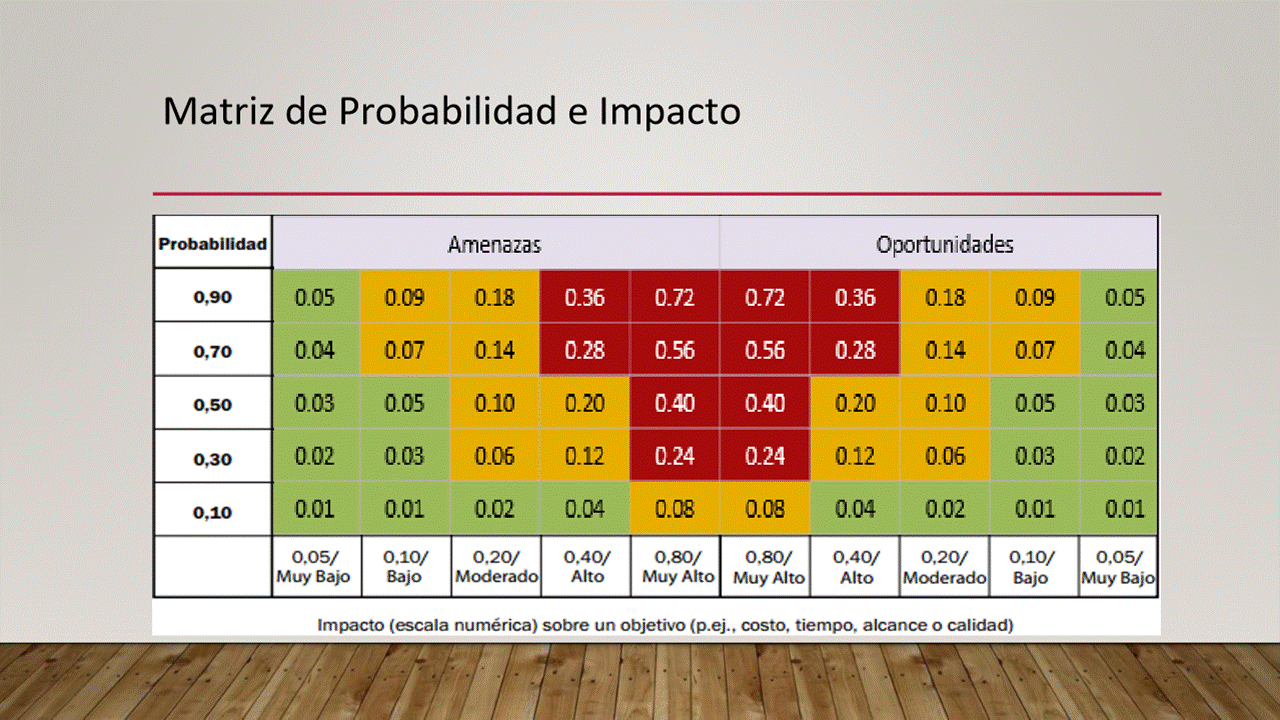 Matriz de Probabilidad e Impacto
Probabilidad Amenazas Oportunidades
0,90 0.05 0.09 0.18 0.36 0.72 0.72 0.36 0.18 0.09 0.05
0,70 0.04 0.07 0.14 0.28 0.56 0.56 0.28 0.14 0.07 0.04
0,50 0.03 0.05 0.10 0.20 0.40 0.40 0.20 0.10 0.05 0.03
0,30 0.02 0.03 0.06 0.12 0.24 0.24 0.12 0.06 0.03 0.02
0,10 0.01 0.01 0.02 0.04 0.08 0.08 0.04 0.02 0.01 0.01
0,05/ 0,10/ 0,20/ 0,40/ 0,80/ 0,80/ 0,40/ 0,20/ 0,10/ 0,05/
Muy Bajo Bajo Moderado Alto Muy Alto Muy Alto Alto Moderado Bajo Muy Bajo
Impacto (escala numérica) sobre un objetivo (p.ej., costo, tiempo, alcance o calidad)